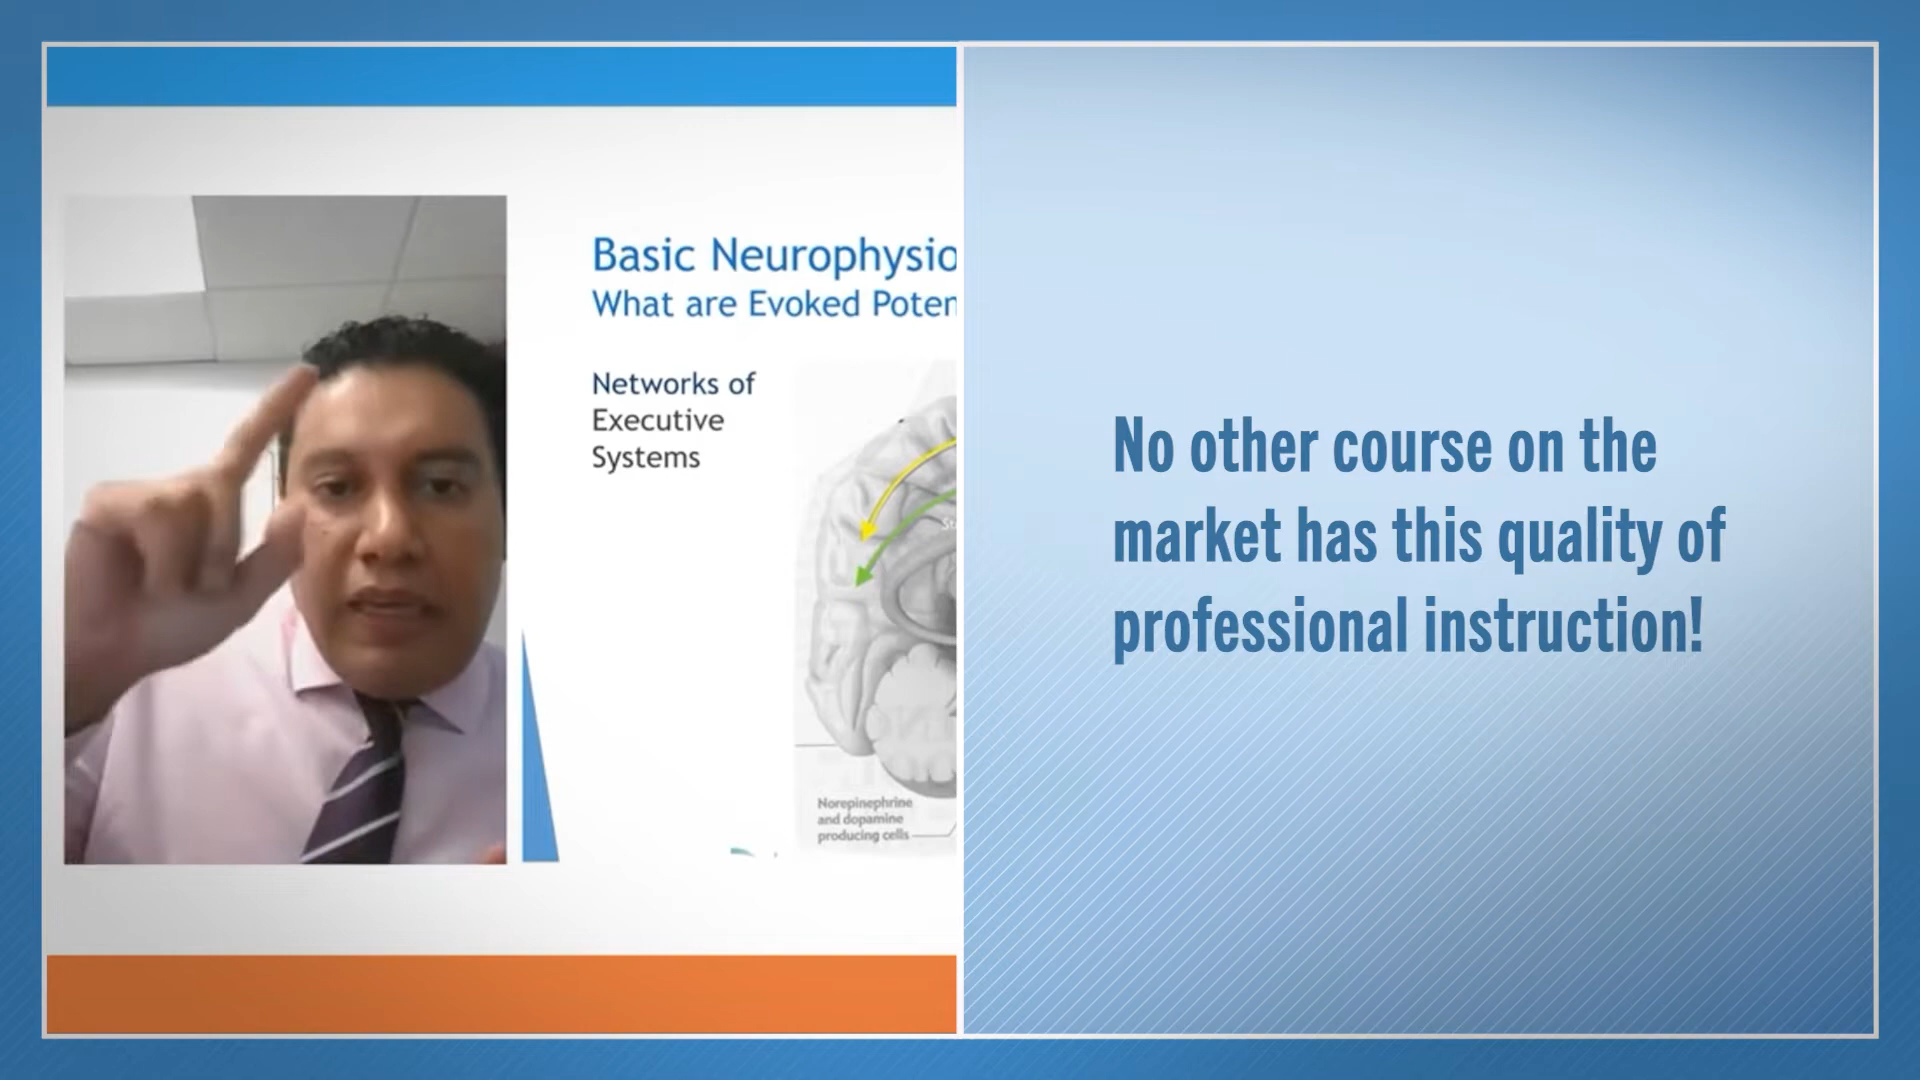 Basic Neurophysio
What are Evoked Poten
Networks of
Executive
Systems
Norepinephrine
and dopamine
producing cells
No other course on the
market has this quality of
professional instruction!